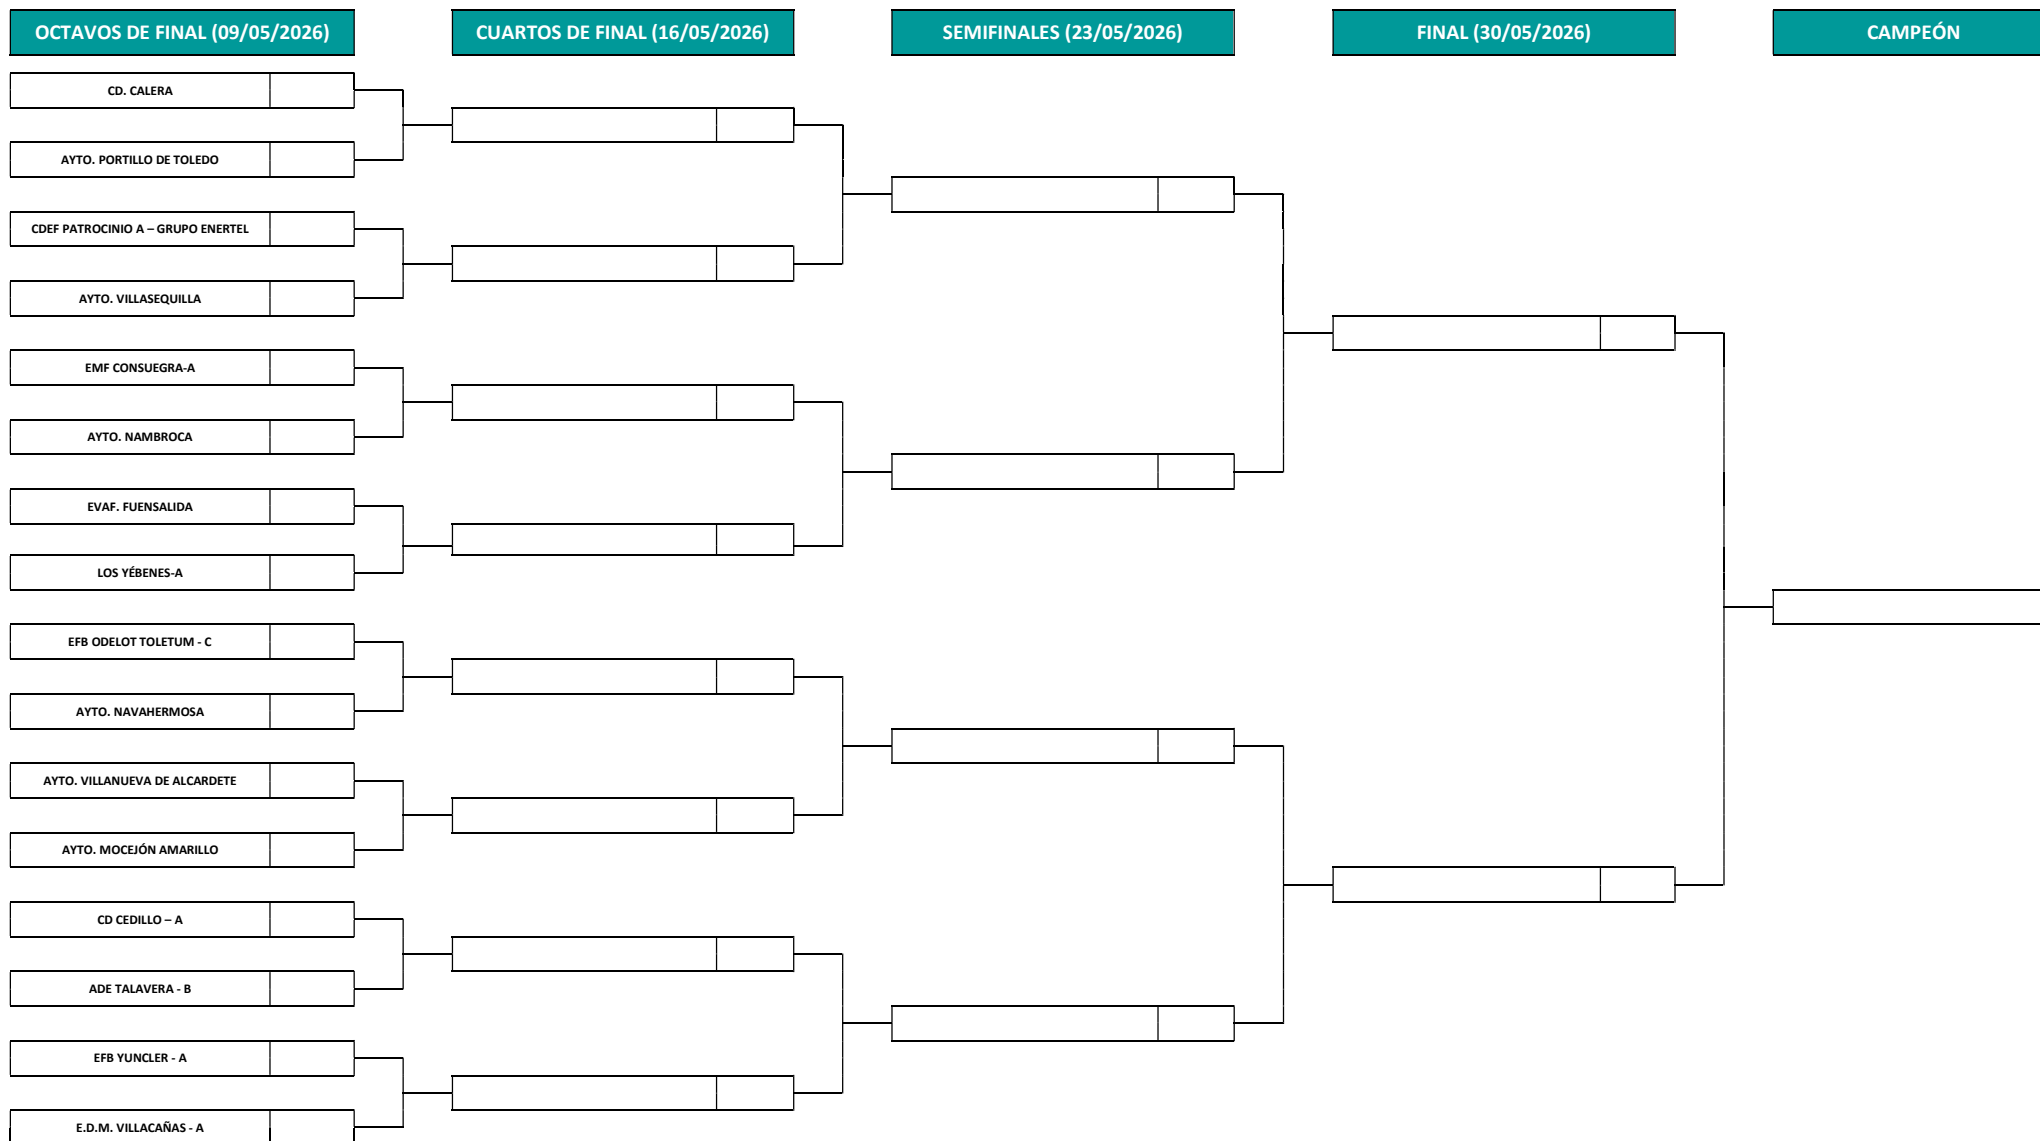 OCTAVOS DE FINAL (09/05/2026)
CUARTOS DE FINAL (16/05/2026)
SEMIFINALES (23/05/2026)
FINAL (30/05/2026)
CAMPEÓN
CD. CALERA
AYTO. PORTILLO DE TOLEDO
CDEF PATROCINIO A – GRUPO ENERTEL
AYTO. VILLASEQUILLA
EMF CONSUEGRA-A
AYTO. NAMBROCA
EVAF. FUENSALIDA
LOS YÉBENES-A
EFB ODELOT TOLETUM - C
AYTO. NAVAHERMOSA
AYTO. VILLANUEVA DE ALCARDETE
AYTO. MOCEJÓN AMARILLO
CD CEDILLO – A
ADE TALAVERA - B
EFB YUNCLER - A
E.D.M. VILLACAÑAS - A